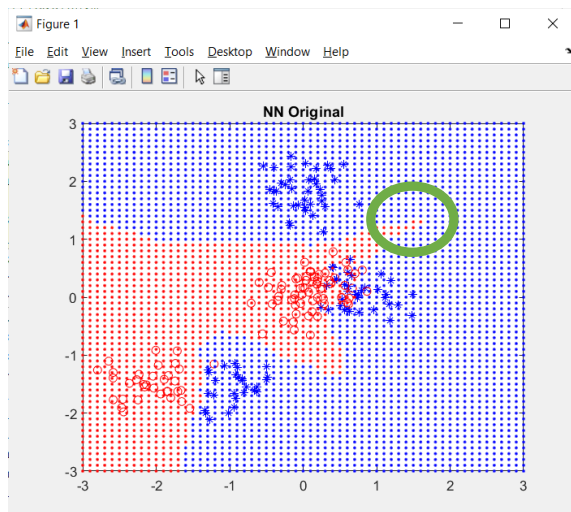 Figure 1
File Edit View Insert Tools Desktop Window Help
NN Original
3
2
1
0
-1
-2
-3
-3 -2 -1 0 1 2 3